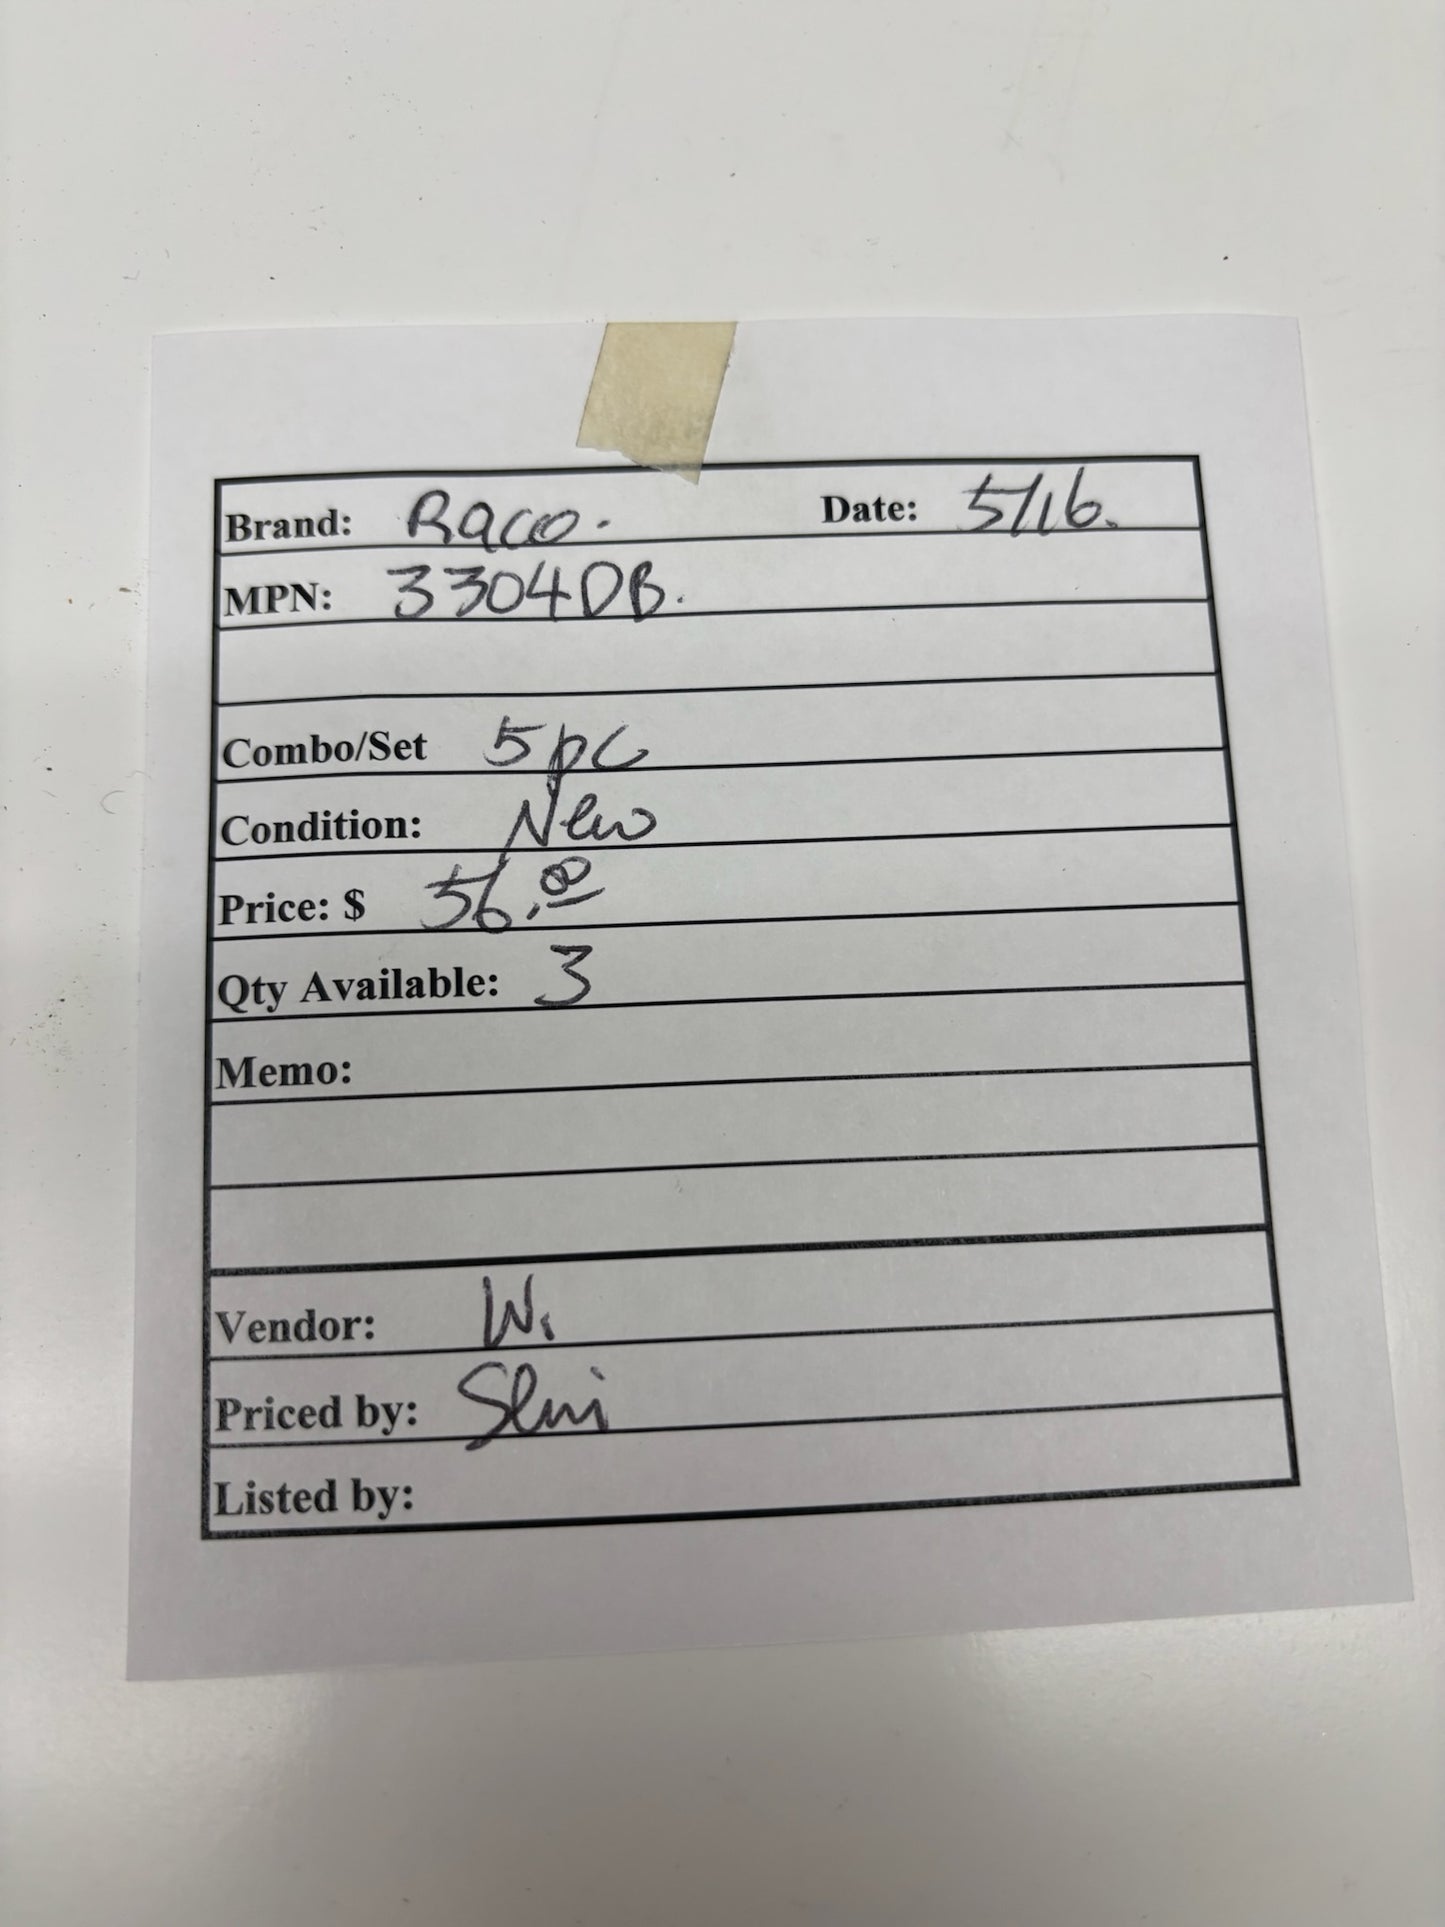 Brand: Raco. Date: 5/16.
MPN: 3304DB.
Combo/Set 5pc
Condition: New
Price: $ 56.00
Qty Available: 3
Memo:
Vendor: W.
Priced by:
Listed by: